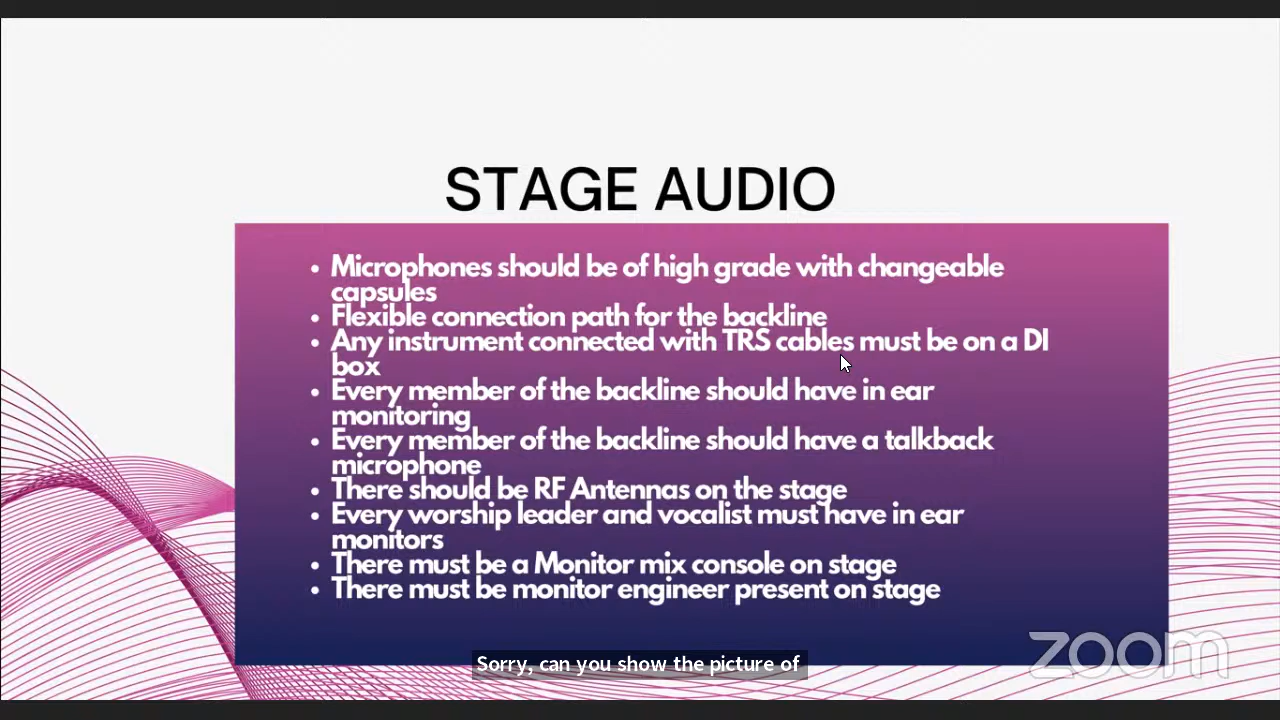 STAGE AUDIO
• Microphones should be of high grade with changeable
capsules
• Flexible connection path for the backline
• Any instrument connected with TRS cables must be on a DI
box
• Every member of the backline should have in ear
monitoring
• Every member of the backline should have a talkback
microphone
• There should be RF Antennas on the stage
• Every worship leader and vocalist must have in ear
monitors
• There must be a Monitor mix console on stage
• There must be monitor engineer present on stage
Sorry, can you show the picture of
zoom